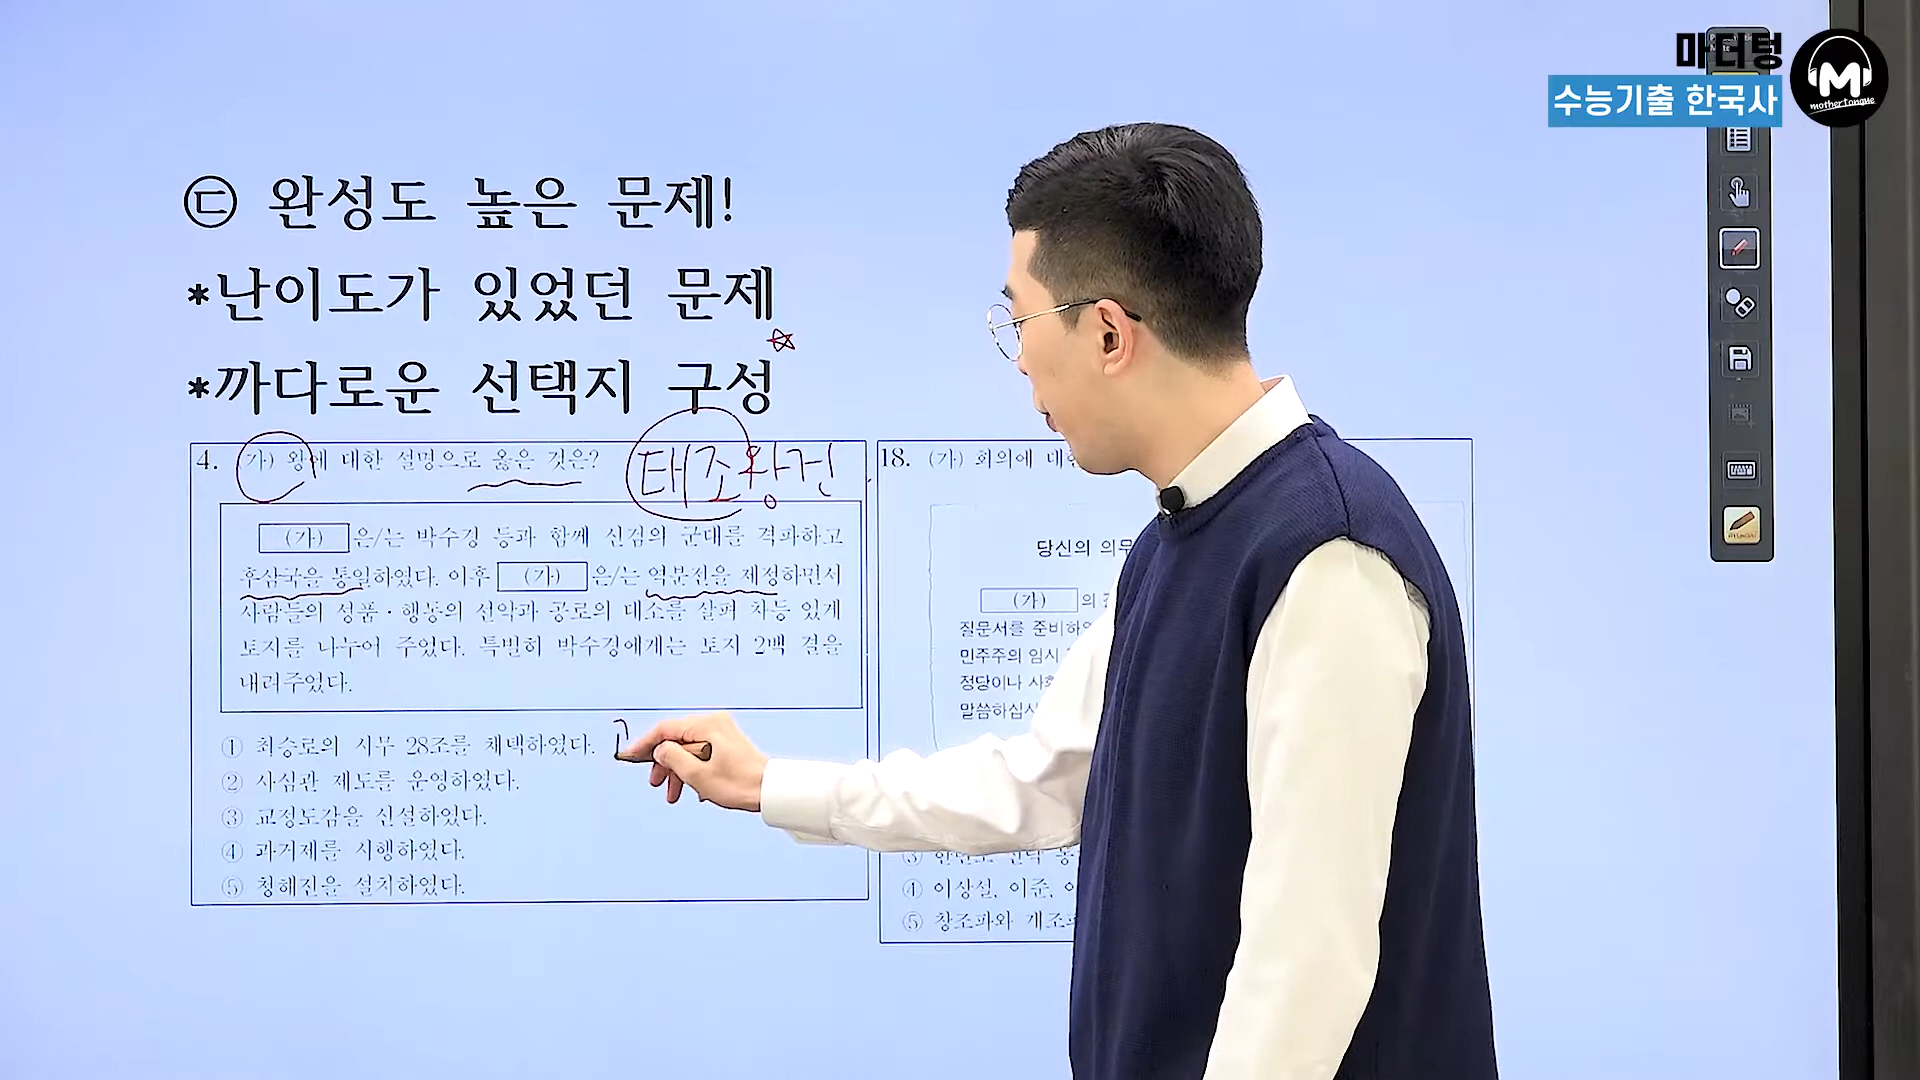 마더텅
수능기출 한국사
M
mothertongue
㉢ 완성도 높은 문제!
*난이도가 있었던 문제
*까다로운 선택지 구성
태조왕건
4. (가) 왕에 대한 설명으로 옳은 것은?
(가) 은/는 박수경 등과 함께 신검의 군대를 격파하고
후삼국을 통일하였다. 이후 (가) 은/는 역분전을 제정하면서
사람들의 성품·행동의 선악과 공로의 대소를 살펴 차등 있게
토지를 나누어 주었다. 특별히 박수경에게는 토지 2백 결을
내려주었다.
① 최승로의 시무 28조를 채택하였다.
② 사심관 제도를 운영하였다.
③ 교정도감을 신설하였다.
④ 과거제를 시행하였다.
⑤ 청해진을 설치하였다.
18. (가) 회의에 대한
당신의 의무
(가) 의
질문서를 준비하
민주주의 임시
정당이나 사회
말씀하십시
③ 한반도 신탁 통
④ 이상설, 이준, 이
⑤ 창조파와 개조파